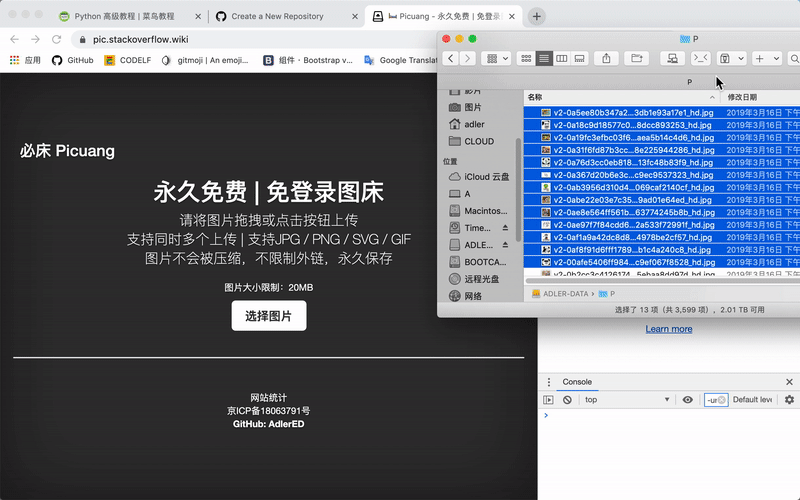 Python 高级教程 | 菜鸟教程
Create a New Repository
Picuang - 永久免费 | 免登录
pic.stackoverflow.wiki
应用
GitHub
CODELF
gitmoji | An emoji...
组件 · Bootstrap v...
Google Translat
必床 Picuang
永久免费 | 免登录图床
请将图片拖拽或点击按钮上传
支持同时多个上传 | 支持JPG / PNG / SVG / GIF
图片不会被压缩，不限制外链，永久保存
图片大小限制：20MB
选择图片
网站统计
京ICP备18063791号
GitHub: AdlerED
P
P
影片
图片
adler
CLOUD
位置
iCloud 云盘
A
Macintos...
Time...
ADLE...
BOOTCA...
远程光盘
网络
名称
修改日期
v2-0a5ee80b347a2...3db1e93a17e1_hd.jpg 2019年3月16日 下午
v2-0a18c9d18577c0...8dcc893253_hd.jpg 2019年3月16日 下午
v2-0a19fc3efbc03f6...aea5b14c4d6_hd.jpg 2019年3月16日 下午
v2-0a31f6fd87b3cc...8e225944286_hd.jpg 2019年3月16日 下午
v2-0a76d3cc0eb818...13fc48b83f9_hd.jpg 2019年3月16日 下午
v2-0a367d20b6e3c...c9ec9537323_hd.jpg 2019年3月16日 下午
v2-0ab3956d310d4...069caf2140cf_hd.jpg 2019年3月16日 下午
v2-0abe22e03e7c35...9ad01e64ed_hd.jpg 2019年3月16日 下午
v2-0ae8e564ff561b...63774245b8b_hd.jpg 2019年3月16日 下午
v2-0ae97f7f84cdd6...2a533f72991f_hd.jpg 2019年3月16日 下午
v2-0af1a9a42dc8d8...4978be2cf57_hd.jpg 2019年3月16日 下午
v2-0af8f91d6fff1789...b1c4a240c8_hd.jpg 2019年3月16日 下午
v2-00afe5406ff984...c9ef067f8528_hd.jpg 2019年3月16日 下午
ADLER-DATA › P
选择了 13 项（共 3,599 项），2.01 TB 可用
Learn more
Console
top
-ur
Default leve